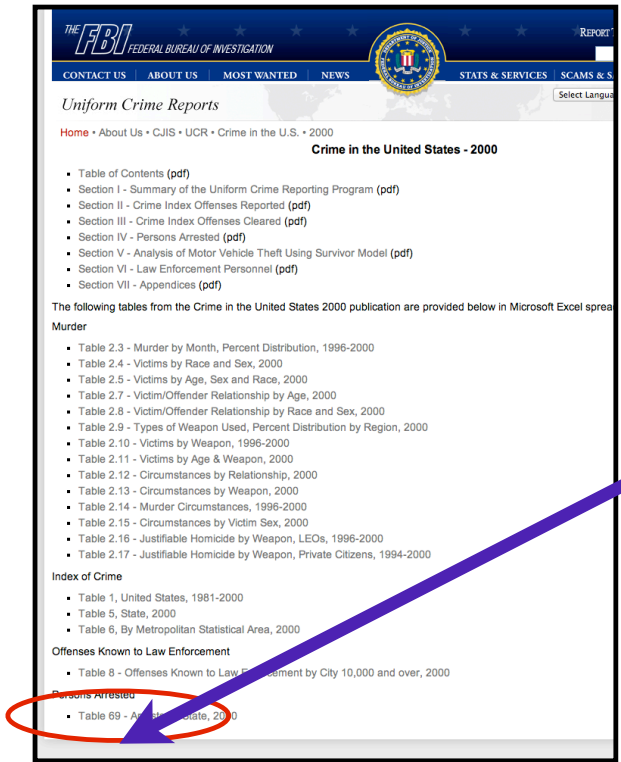 THE FBI FEDERAL BUREAU OF INVESTIGATION
REPORT
CONTACT US | ABOUT US | MOST WANTED | NEWS STATS & SERVICES | SCAMS &
Uniform Crime Reports
Select Langua
Home • About Us • CJIS • UCR • Crime in the U.S. • 2000
Crime in the United States - 2000
Table of Contents (pdf)
Section I - Summary of the Uniform Crime Reporting Program (pdf)
Section II - Crime Index Offenses Reported (pdf)
Section III - Crime Index Offenses Cleared (pdf)
Section IV - Persons Arrested (pdf)
Section V - Analysis of Motor Vehicle Theft Using Survivor Model (pdf)
Section VI - Law Enforcement Personnel (pdf)
Section VII - Appendices (pdf)
The following tables from the Crime in the United States 2000 publication are provided below in Microsoft Excel sprea
Murder
Table 2.3 - Murder by Month, Percent Distribution, 1996-2000
Table 2.4 - Victims by Race and Sex, 2000
Table 2.5 - Victims by Age, Sex and Race, 2000
Table 2.7 - Victim/Offender Relationship by Age, 2000
Table 2.8 - Victim/Offender Relationship by Race and Sex, 2000
Table 2.9 - Types of Weapon Used, Percent Distribution by Region, 2000
Table 2.10 - Victims by Weapon, 1996-2000
Table 2.11 - Victims by Age & Weapon, 2000
Table 2.12 - Circumstances by Relationship, 2000
Table 2.13 - Circumstances by Weapon, 2000
Table 2.14 - Murder Circumstances, 1996-2000
Table 2.15 - Circumstances by Victim Sex, 2000
Table 2.16 - Justifiable Homicide by Weapon, LEOs, 1996-2000
Table 2.17 - Justifiable Homicide by Weapon, Private Citizens, 1994-2000
Index of Crime
Table 1, United States, 1981-2000
Table 5, State, 2000
Table 6, By Metropolitan Statistical Area, 2000
Offenses Known to Law Enforcement
Table 8 - Offenses Known to Law Enforcement by City 10,000 and over, 2000
Persons Arrested
Table 69 - State, 2000